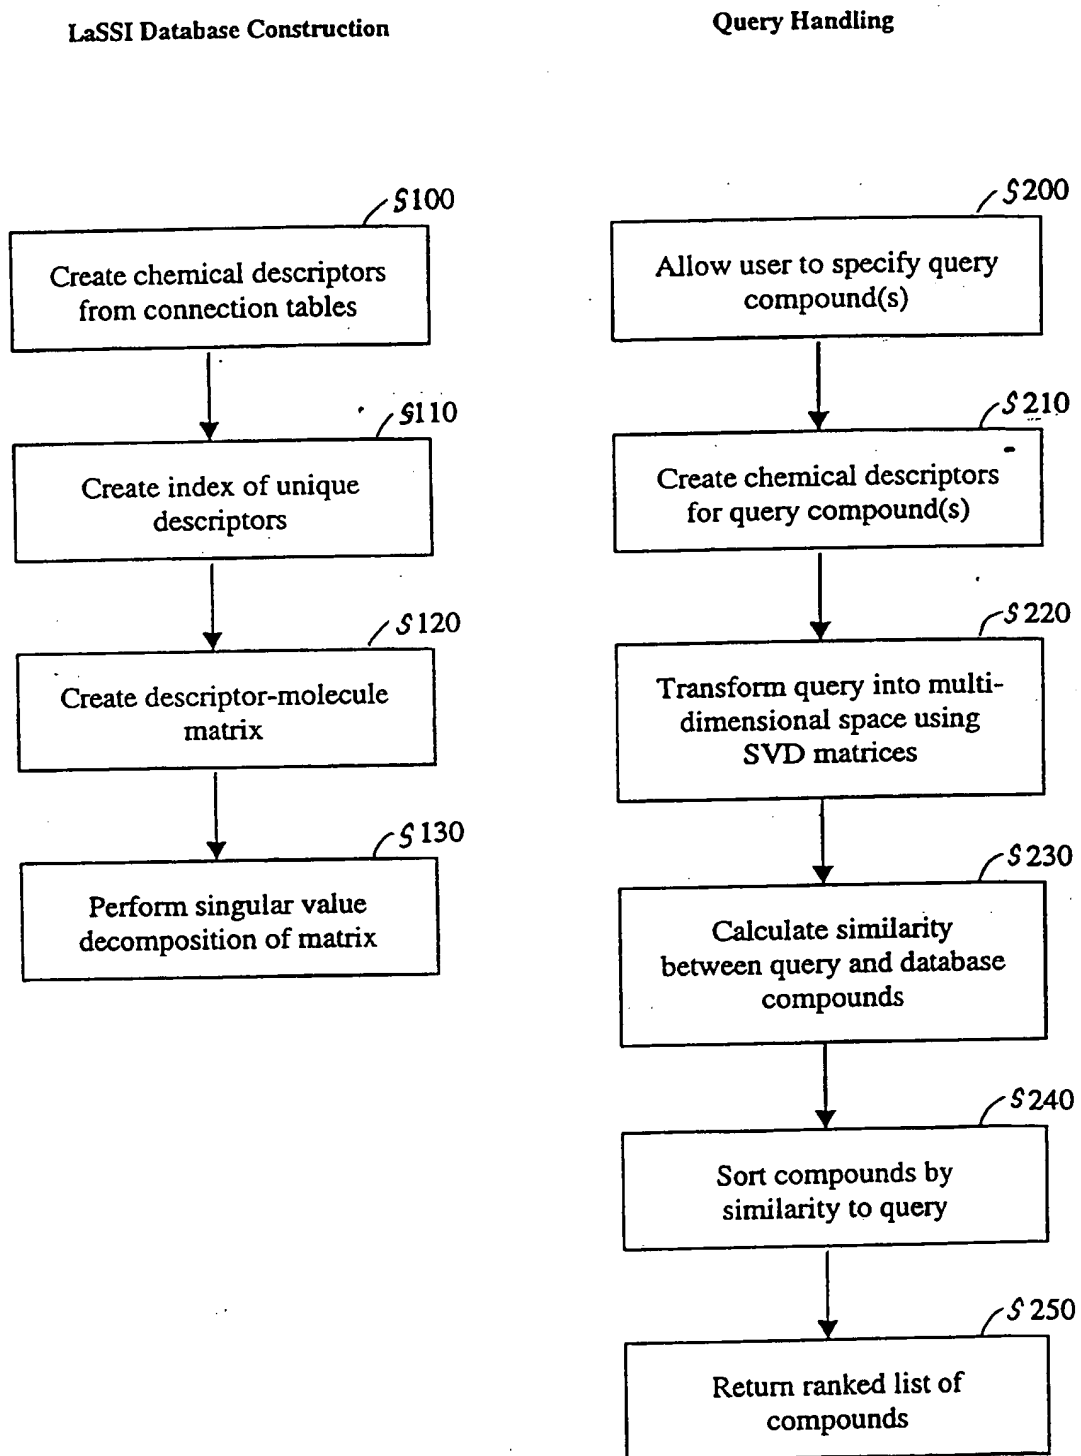 LaSSI Database Construction
S100
Create chemical descriptors
from connection tables
S110
Create index of unique
descriptors
S120
Create descriptor-molecule
matrix
S130
Perform singular value
decomposition of matrix
Query Handling
S200
Allow user to specify query
compound(s)
S210
Create chemical descriptors
for query compound(s)
S220
Transform query into multi-
dimensional space using
SVD matrices
S230
Calculate similarity
between query and database
compounds
S240
Sort compounds by
similarity to query
S250
Return ranked list of
compounds